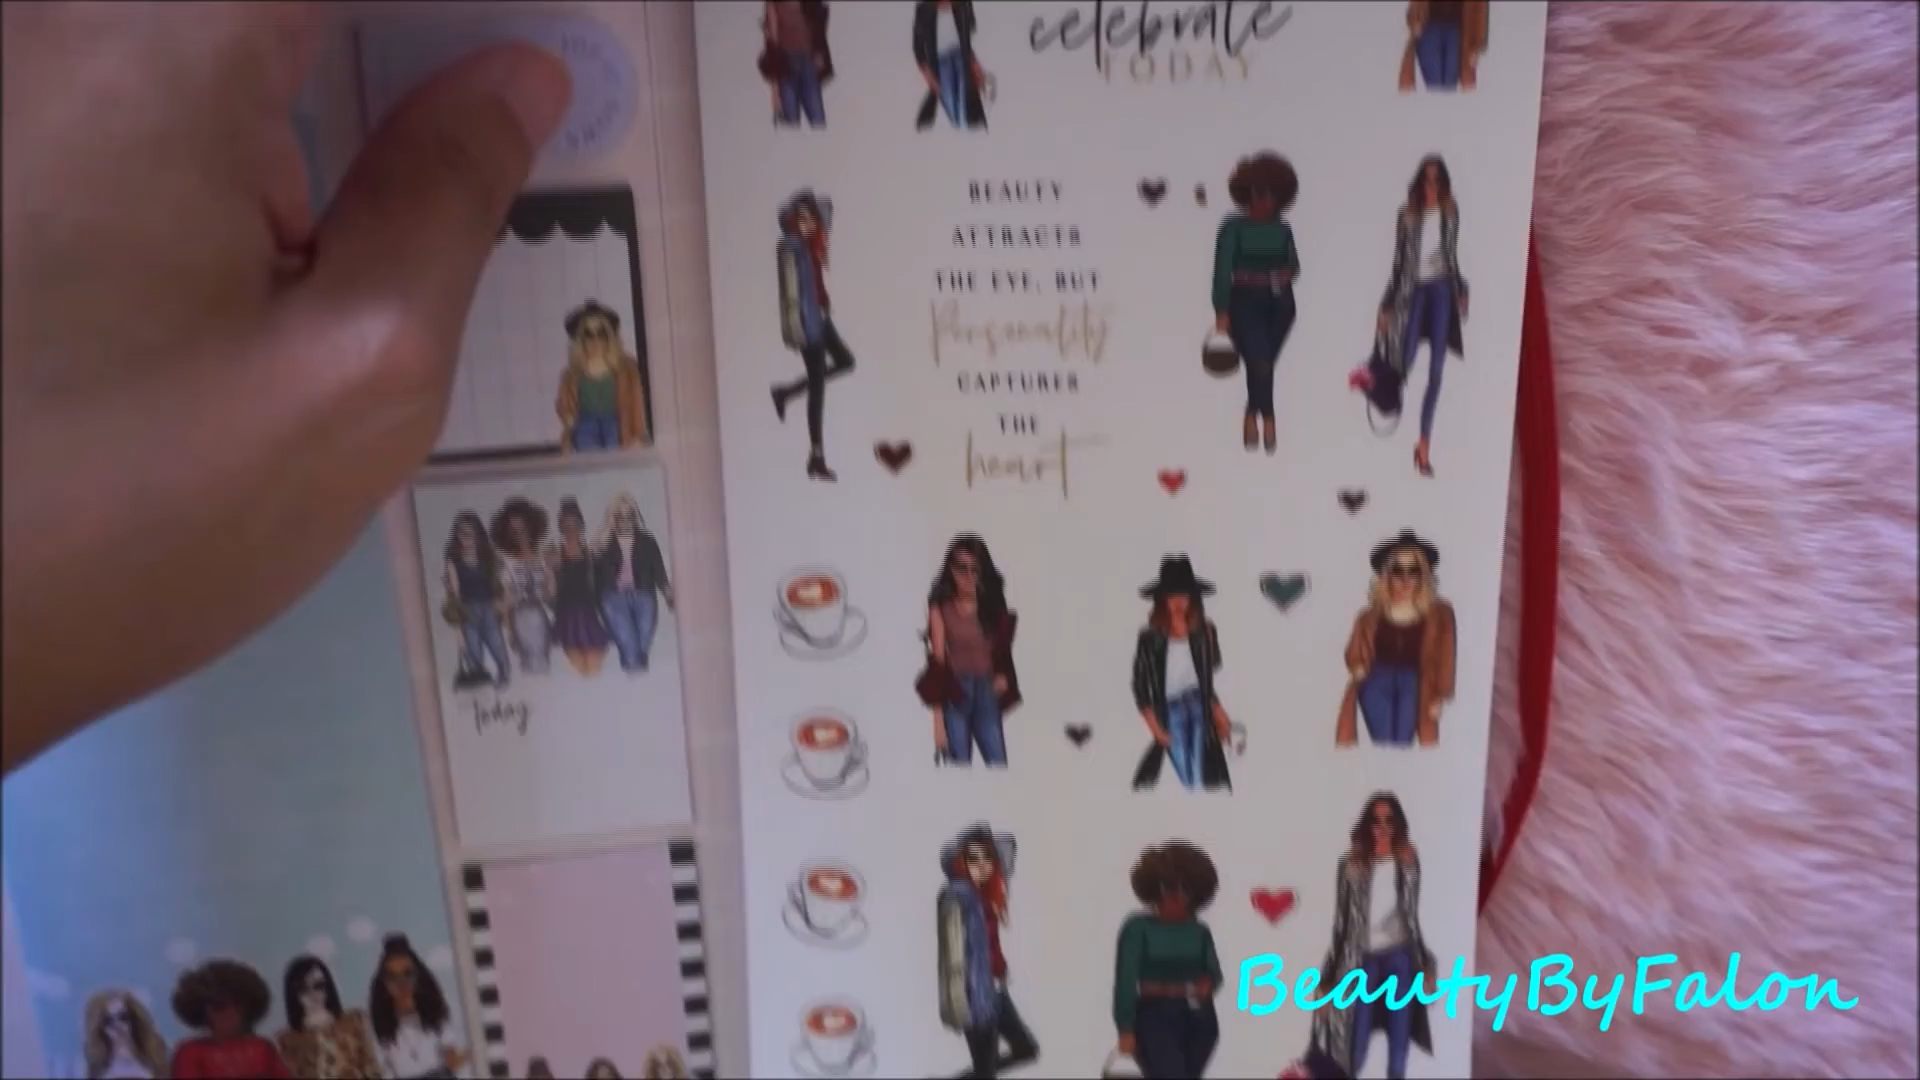 celebrate
TODAY
BEAUTY
ATTRACTS
THE EYE, BUT
Personality
CAPTURES
THE
heart
Today
BeautyByFalon